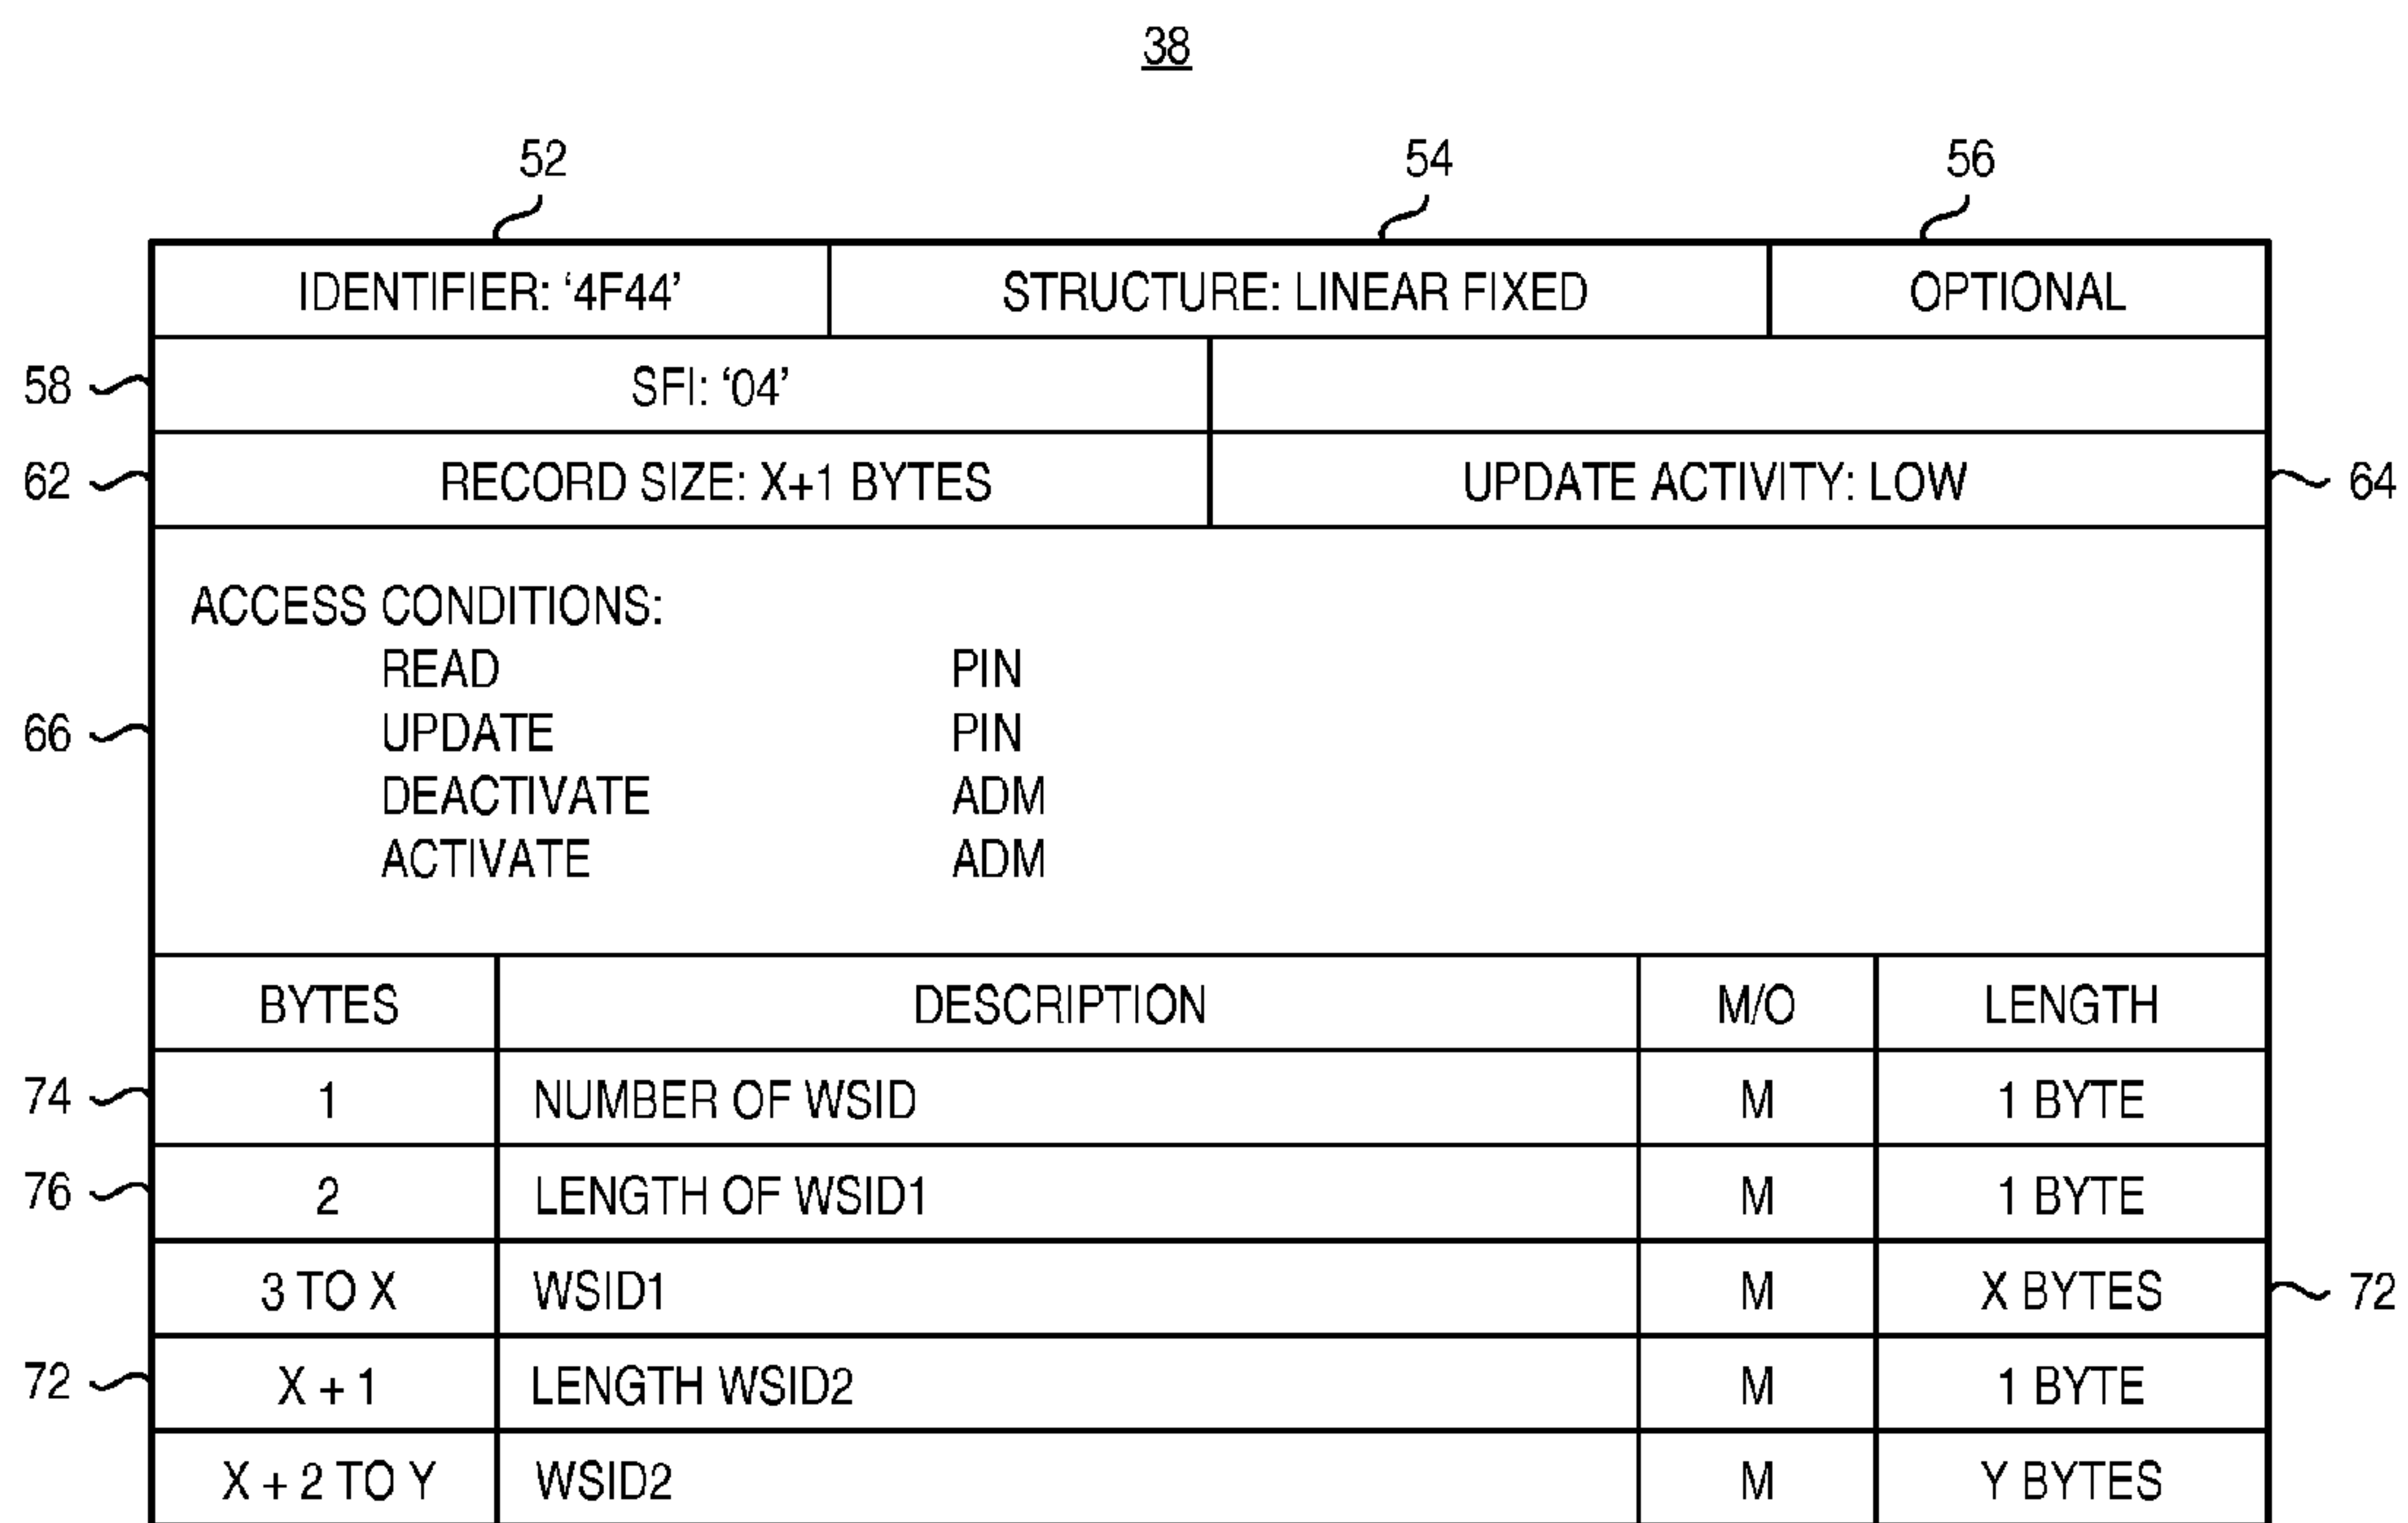 38
52 54 56
IDENTIFIER: ‘4F44’ STRUCTURE: LINEAR FIXED OPTIONAL
58 SFI: ‘04’
62 RECORD SIZE: X+1 BYTES UPDATE ACTIVITY: LOW 64
ACCESS CONDITIONS:
READ PIN
66 UPDATE PIN
DEACTIVATE ADM
ACTIVATE ADM
BYTES DESCRIPTION M/O LENGTH
74 1 NUMBER OF WSID M 1 BYTE
76 2 LENGTH OF WSID1 M 1 BYTE
3 TO X WSID1 M X BYTES 72
72 X + 1 LENGTH WSID2 M 1 BYTE
X + 2 TO Y WSID2 M Y BYTES